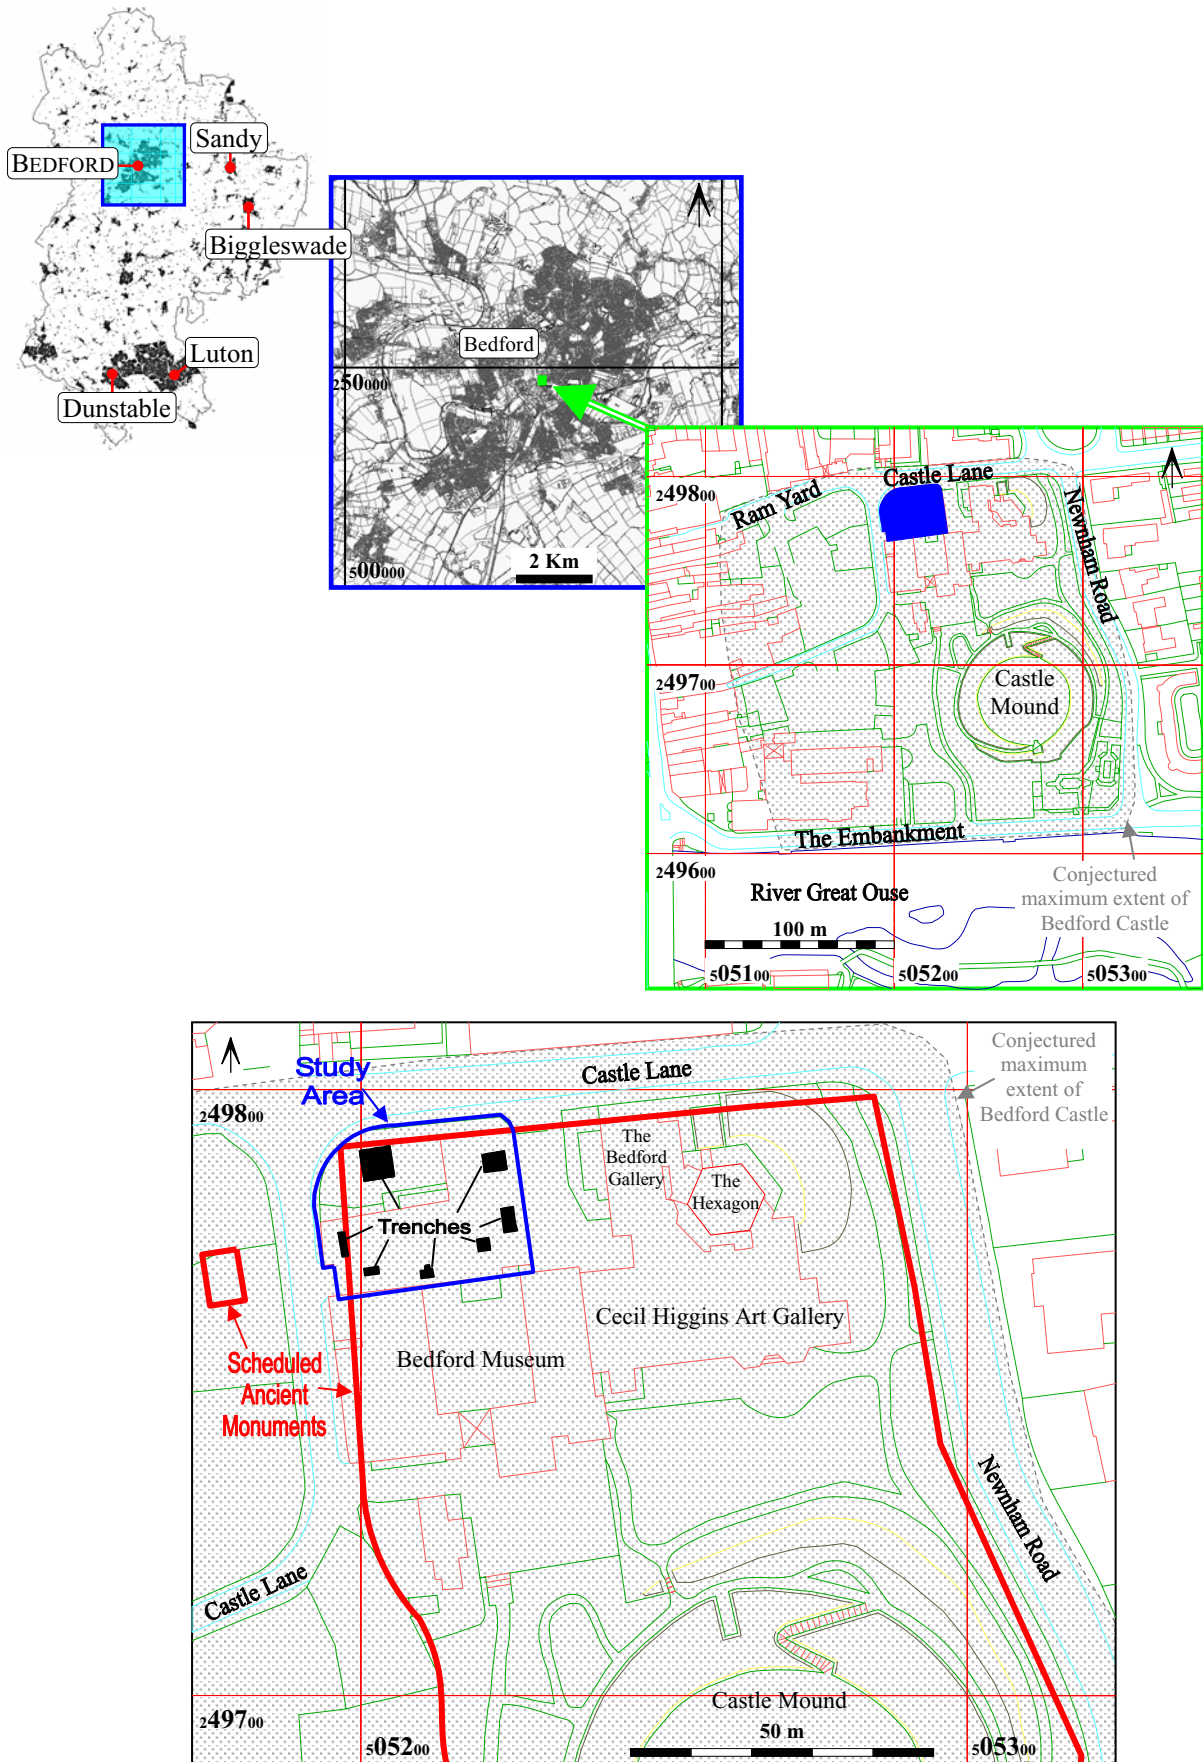 BEDFORD
Sandy
Biggleswade
Luton
Dunstable
Bedford
250000
500000
2 Km
Castle Lane
Ram Yard
249800
Newnham Road
249700
Castle
Mound
The Embankment
249600
River Great Ouse
Conjectured
maximum extent of
Bedford Castle
100 m
505100
505200
505300
Study
Area
Castle Lane
Conjectured
maximum
extent of
Bedford Castle
249800
The
Bedford
Gallery
The
Hexagon
Trenches
Cecil Higgins Art Gallery
Bedford Museum
Scheduled
Ancient
Monuments
Newnham Road
Castle Lane
Castle Mound
249700
505200
50 m
505300